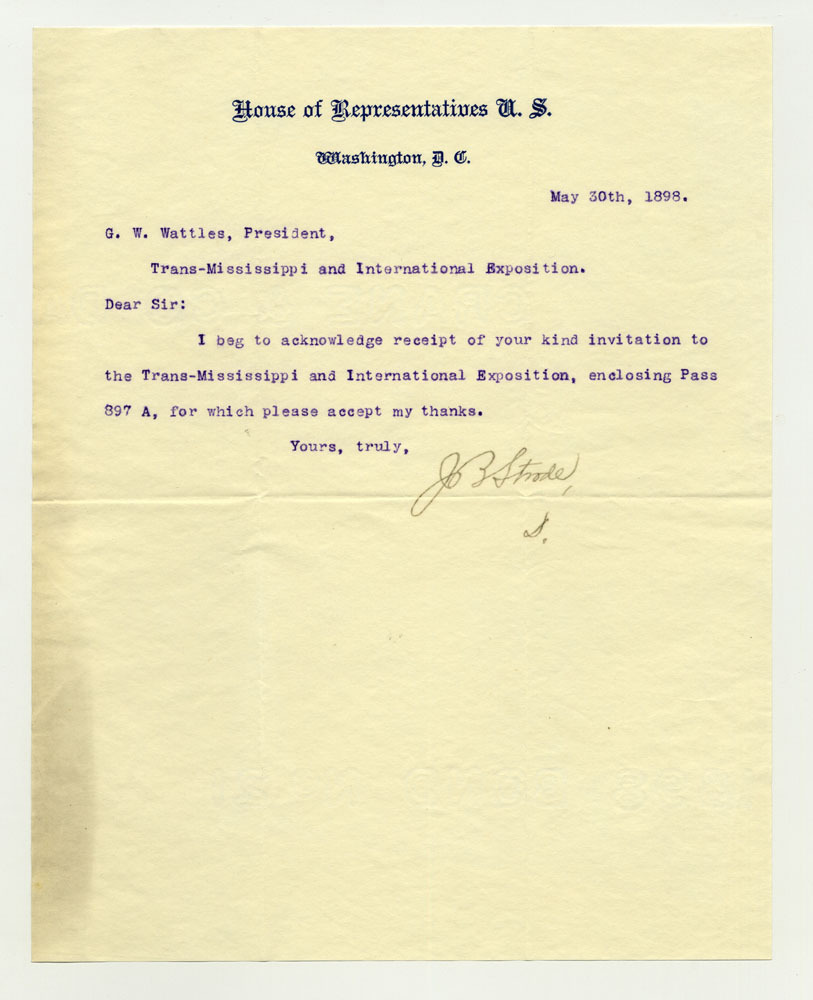 House of Representatives U. S.
Washington, D. C.
May 30th, 1898.
G. W. Wattles, President,
Trans-Mississippi and International Exposition.
Dear Sir:
I beg to acknowledge receipt of your kind invitation to
the Trans-Mississippi and International Exposition, enclosing Pass
897 A, for which please accept my thanks.
Yours, truly,
J B Strode,
S.